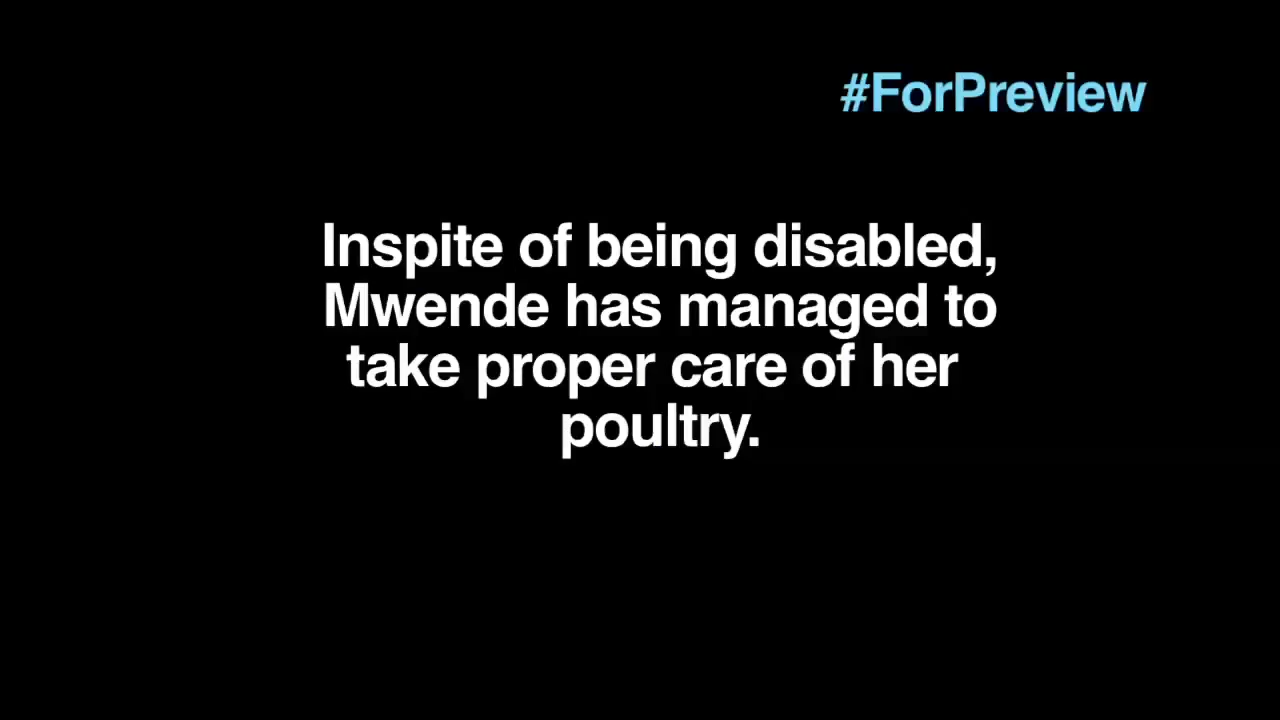 #ForPreview
Inspite of being disabled,
Mwende has managed to
take proper care of her
poultry.